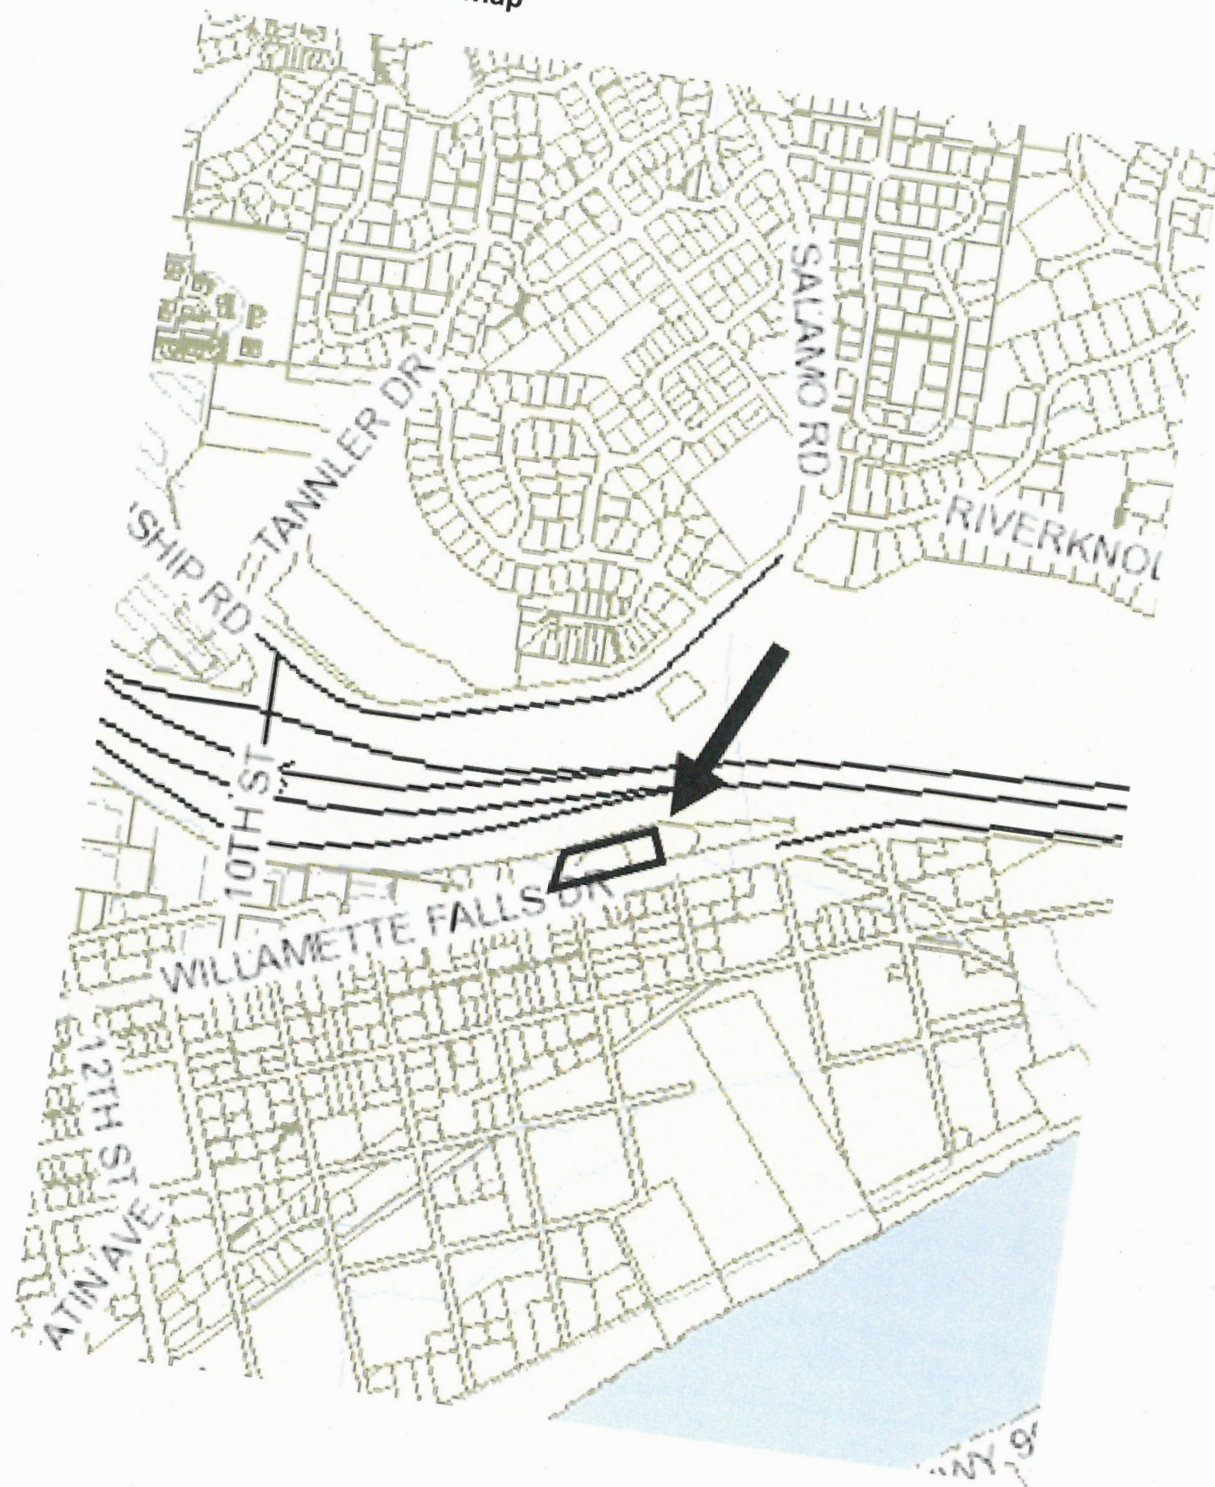 SALAMO RD
TANNLER DR
RIVERKNOL
SHIP RD
10TH ST
WILLAMETTE FALLS DR
12TH ST
ATIN AVE